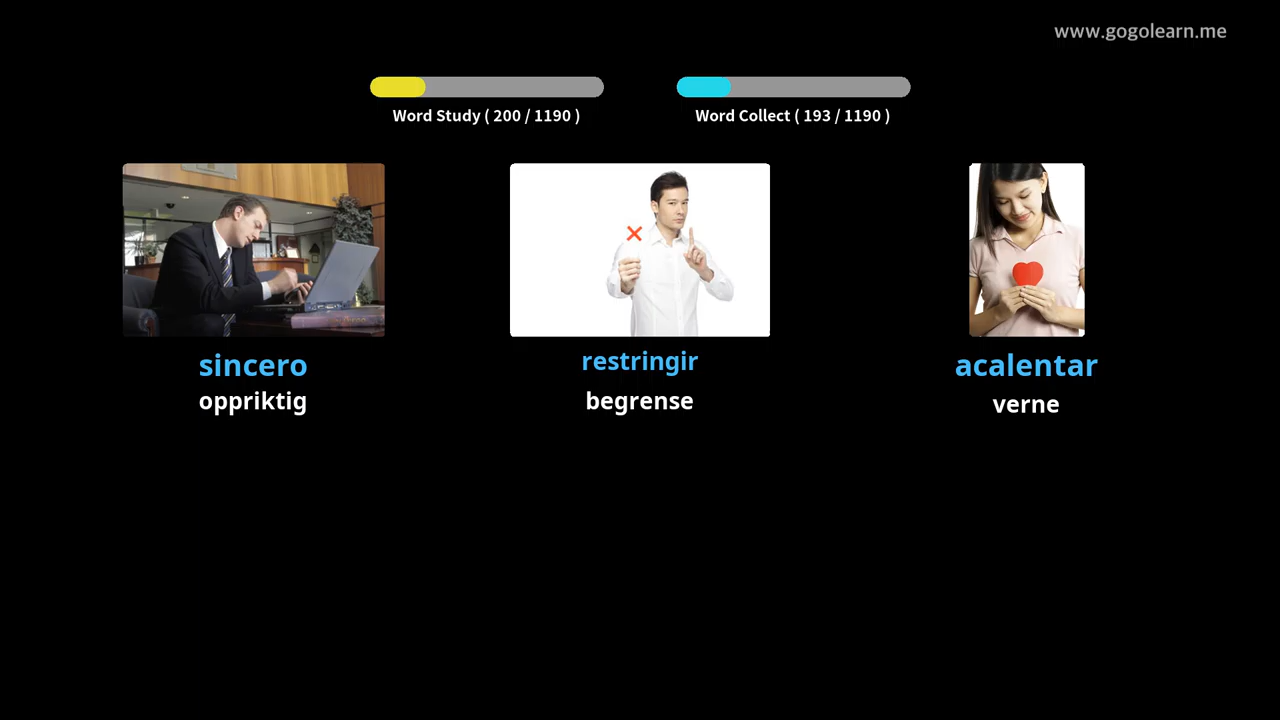 www.gogolearn.me
Word Study ( 200 / 1190 )
Word Collect ( 193 / 1190 )
sincero
oppriktig
restringir
begrense
acalentar
verne